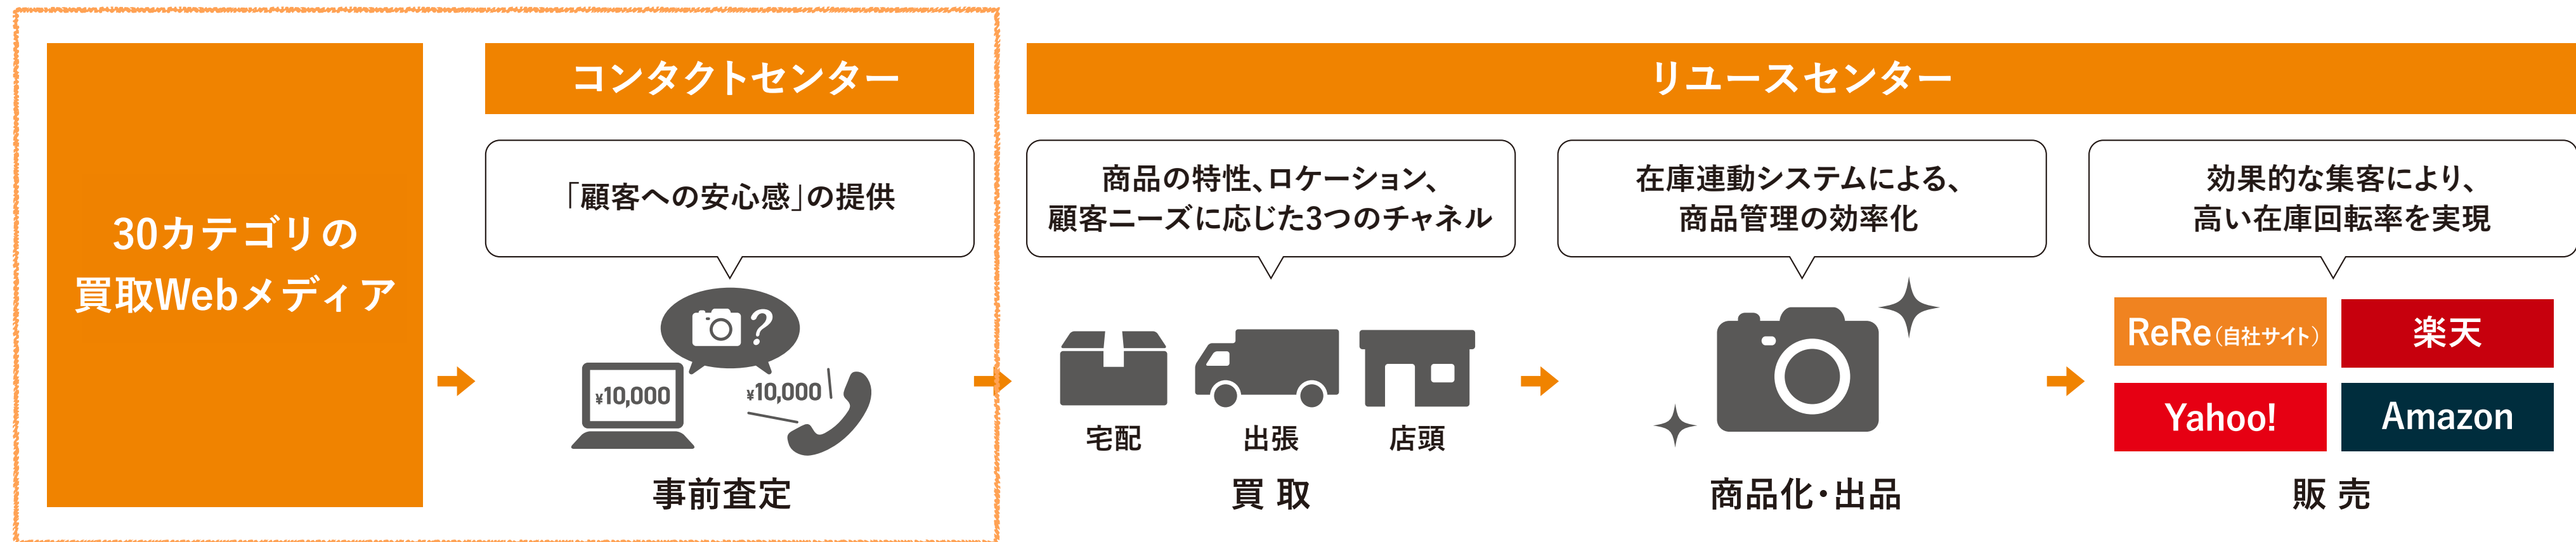 30カテゴリの
買取Webメディア
コンタクトセンター
「顧客への安心感」の提供
?
¥10,000
¥10,000
事前査定
リユースセンター
商品の特性、ロケーション、
顧客ニーズに応じた3つのチャネル
宅配
出張
店頭
買取
在庫連動システムによる、
商品管理の効率化
商品化・出品
効果的な集客により、
高い在庫回転率を実現
ReRe（自社サイト）
楽天
Yahoo!
Amazon
販売